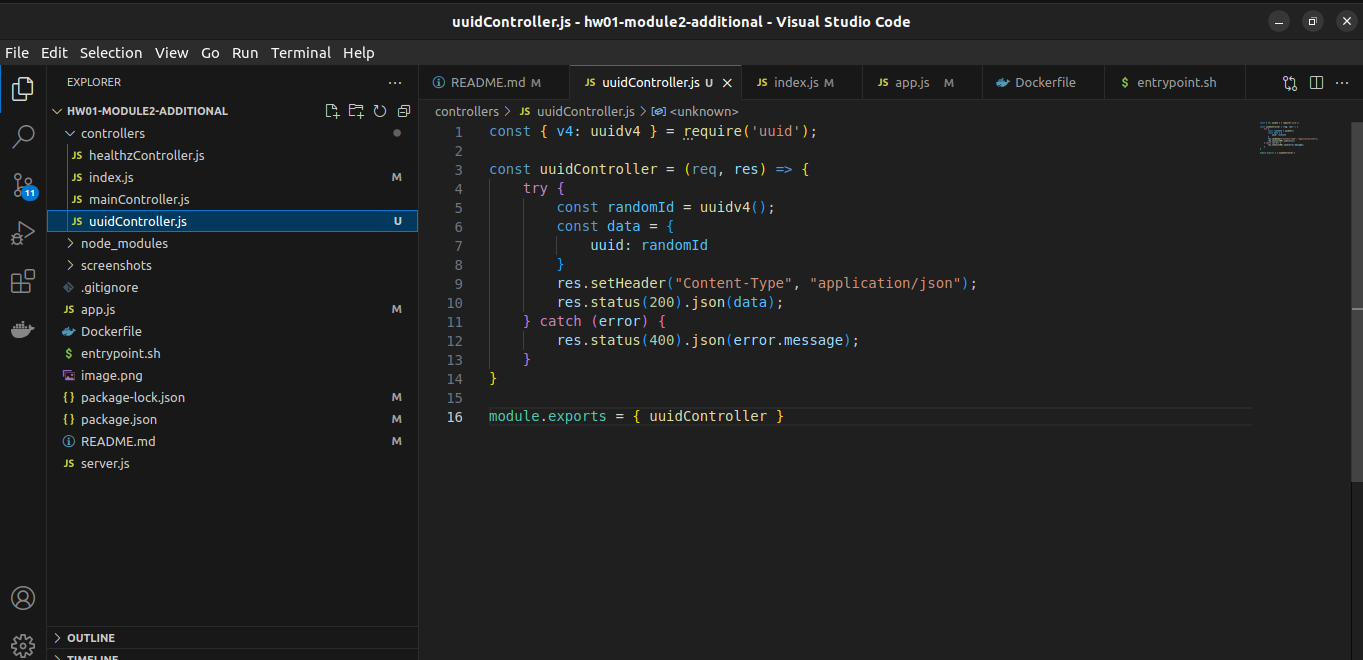 uuidController.js - hw01-module2-additional - Visual Studio Code
File Edit Selection View Go Run Terminal Help
EXPLORER
HW01-MODULE2-ADDITIONAL
controllers
JS healthzController.js
JS index.js M
JS mainController.js
JS uuidController.js U
node_modules
screenshots
.gitignore
JS app.js M
Dockerfile
$ entrypoint.sh
image.png
{} package-lock.json M
{} package.json M
README.md M
JS server.js
OUTLINE
TIMELINE
11
README.md M
JS uuidController.js U
JS index.js M
JS app.js M
Dockerfile
$ entrypoint.sh
controllers > JS uuidController.js > <unknown>
1 const { v4: uuidv4 } = require('uuid');
2
3 const uuidController = (req, res) => {
4 try {
5 const randomId = uuidv4();
6 const data = {
7 uuid: randomId
8 }
9 res.setHeader("Content-Type", "application/json");
10 res.status(200).json(data);
11 } catch (error) {
12 res.status(400).json(error.message);
13 }
14 }
15
16 module.exports = { uuidController }